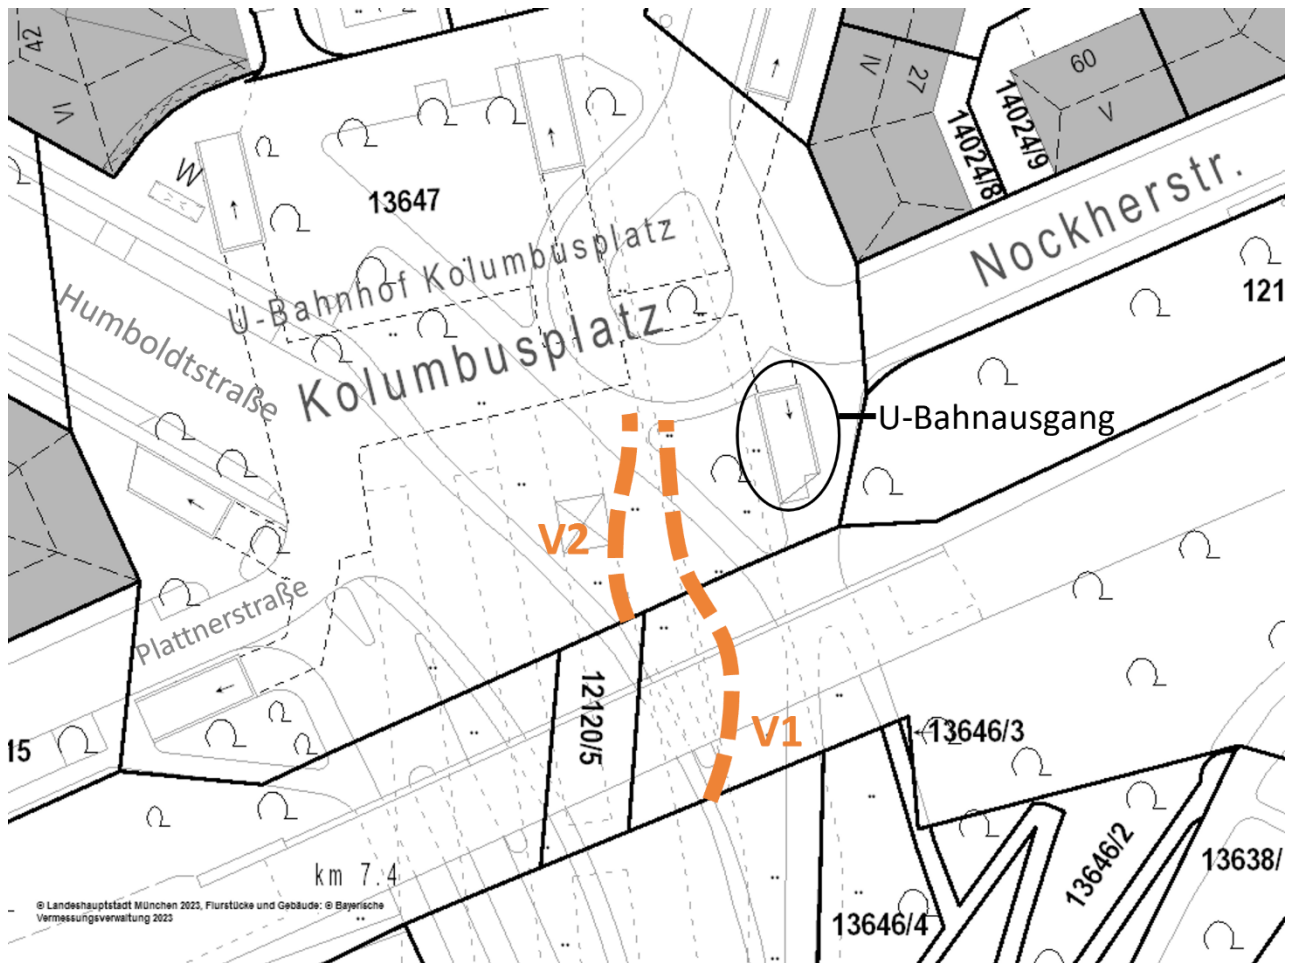 42
VI
W
13647
IV
27
14024/8
14024/9
60
V
Nockherstr.
121
U-Bahnhof Kolumbusplatz
Kolumbusplatz
Humboldtstraße
U-Bahnausgang
V2
Plattnerstraße
V1
12120/5
13646/3
15
km 7.4
13646/2
13638/
13646/4
© Landeshauptstadt München 2023, Flurstücke und Gebäude: © Bayerische
Vermessungsverwaltung 2023